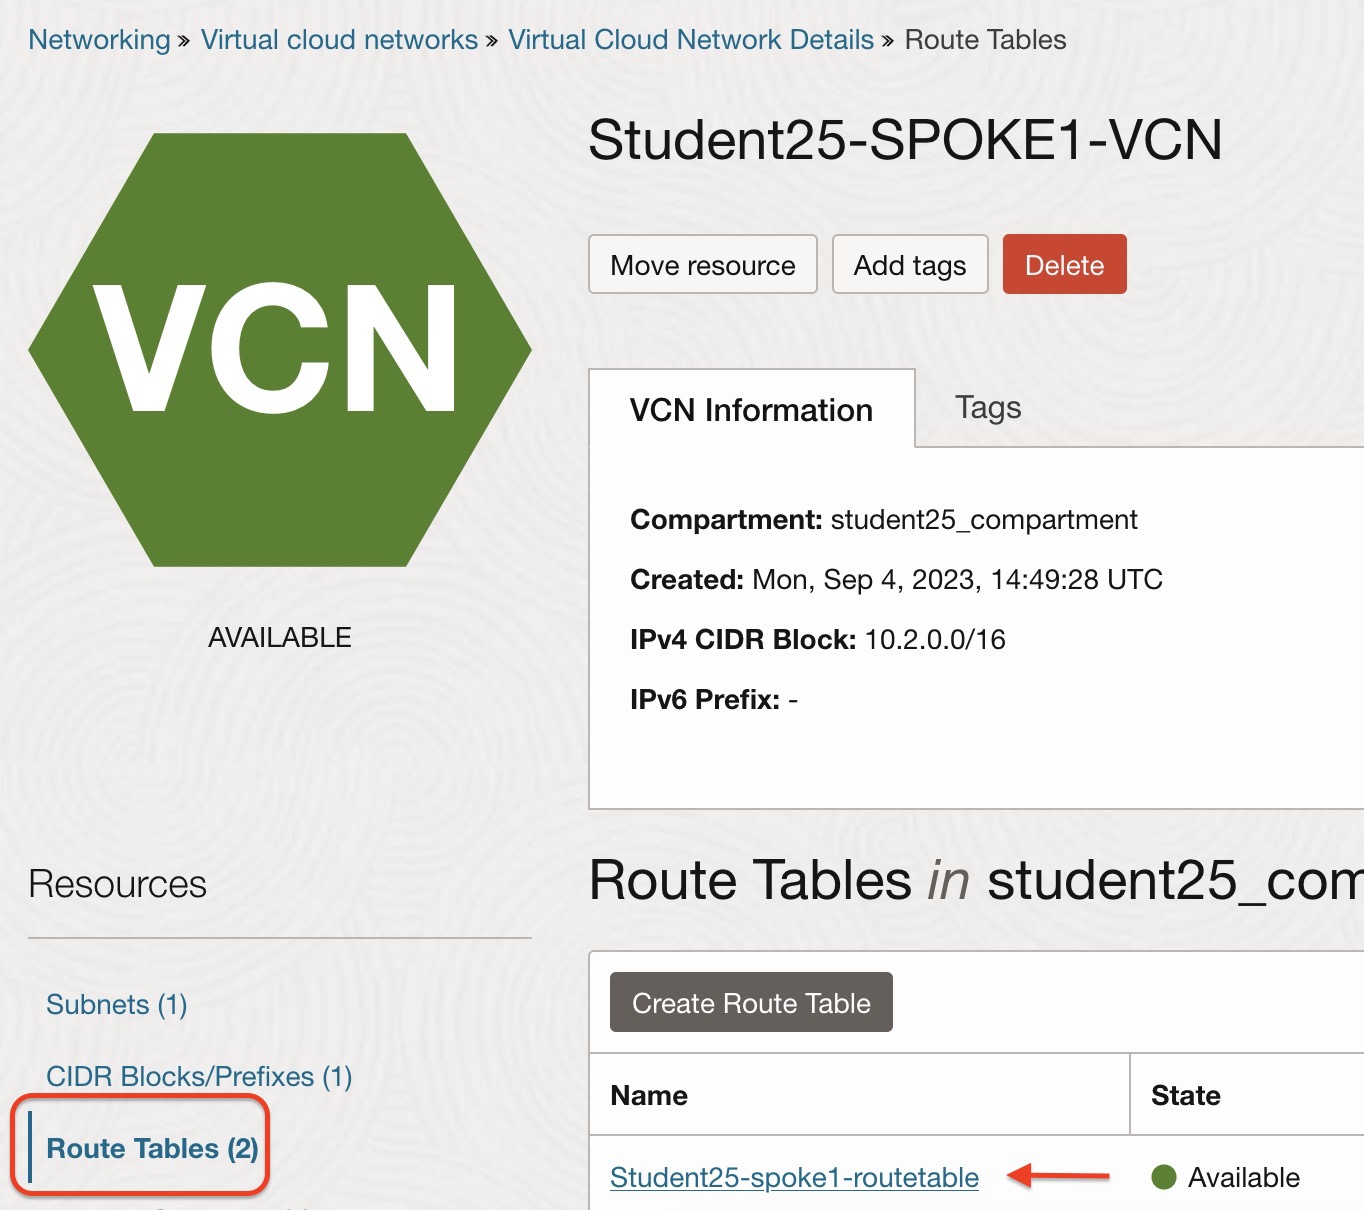 Networking » Virtual cloud networks » Virtual Cloud Network Details » Route Tables
VCN
AVAILABLE
Student25-SPOKE1-VCN
Move resource
Add tags
Delete
VCN Information
Tags
Compartment: student25_compartment
Created: Mon, Sep 4, 2023, 14:49:28 UTC
IPv4 CIDR Block: 10.2.0.0/16
IPv6 Prefix: -
Resources
Subnets (1)
CIDR Blocks/Prefixes (1)
Route Tables (2)
Route Tables in student25_com
Create Route Table
Name
State
Student25-spoke1-routetable
Available